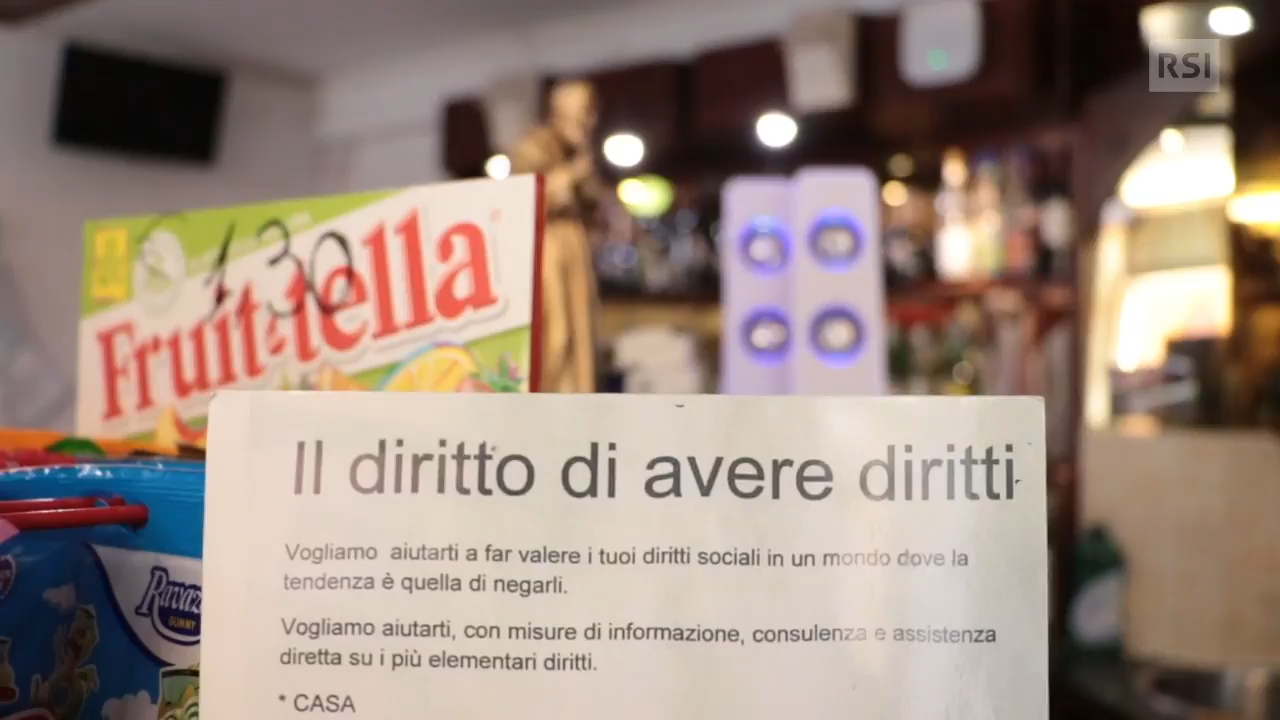 RSI
1,30
Fruittella
Ravaz
GUMMY
Il diritto di avere diritti
Vogliamo aiutarti a far valere i tuoi diritti sociali in un mondo dove la
tendenza è quella di negarli.
Vogliamo aiutarti, con misure di informazione, consulenza e assistenza
diretta su i più elementari diritti.
* CASA